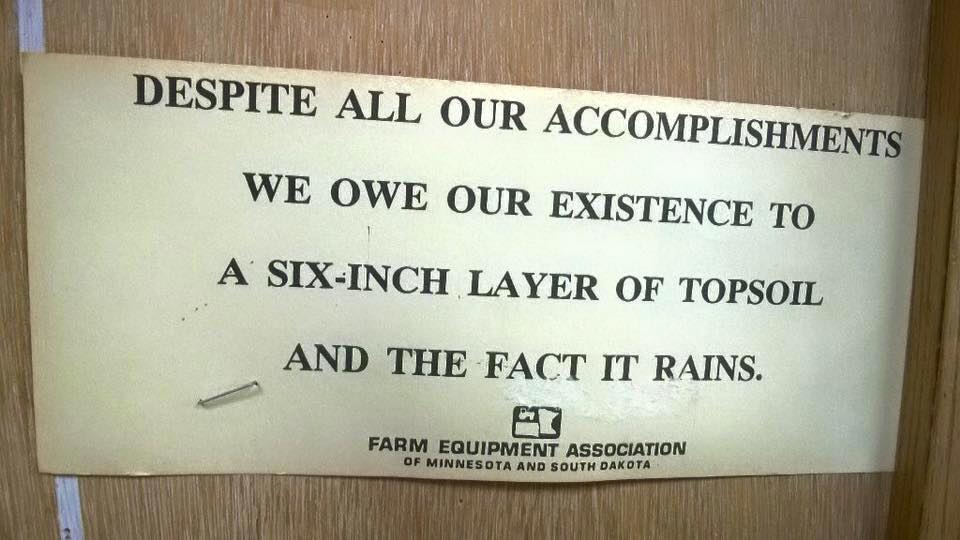 DESPITE ALL OUR ACCOMPLISHMENTS
WE OWE OUR EXISTENCE TO
A SIX-INCH LAYER OF TOPSOIL
AND THE FACT IT RAINS.
FARM EQUIPMENT ASSOCIATION
OF MINNESOTA AND SOUTH DAKOTA